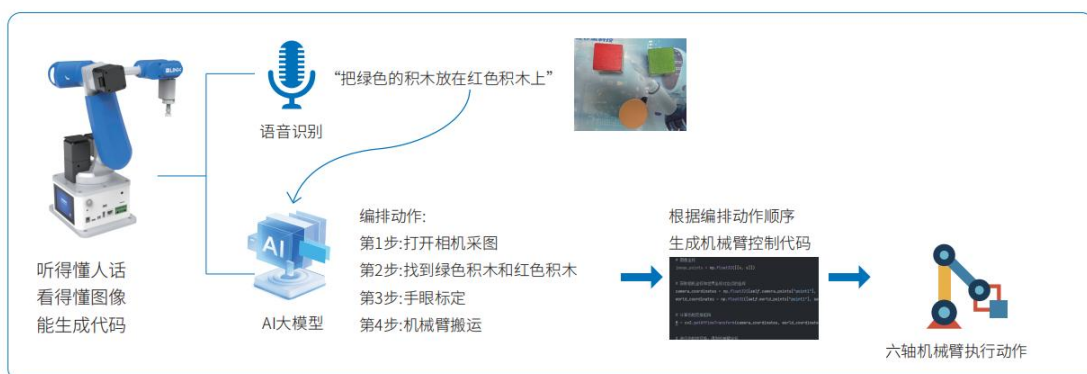 语音识别
“把绿色的积木放在红色积木上”
听得懂人话
看得懂图像
能生成代码
AI
AI大模型
编排动作:
第1步:打开相机采图
第2步:找到绿色积木和红色积木
第3步:手眼标定
第4步:机械臂搬运
根据编排动作顺序
生成机械臂控制代码
六轴机械臂执行动作